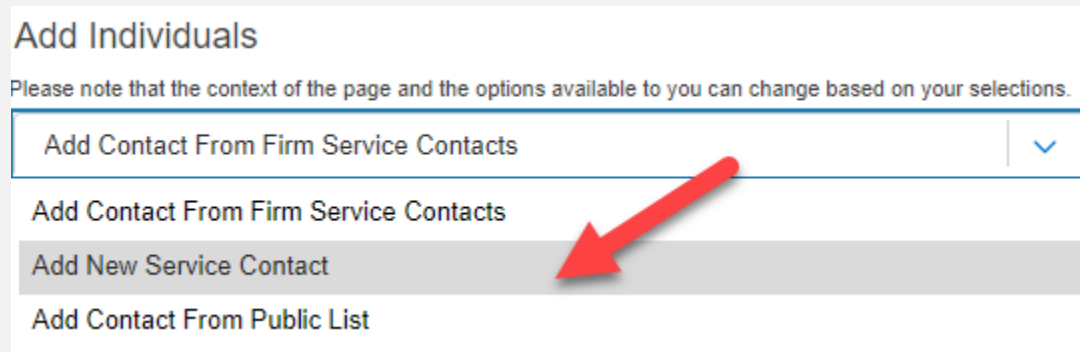 Add Individuals
Please note that the context of the page and the options available to you can change based on your selections.
Add Contact From Firm Service Contacts
Add Contact From Firm Service Contacts
Add New Service Contact
Add Contact From Public List